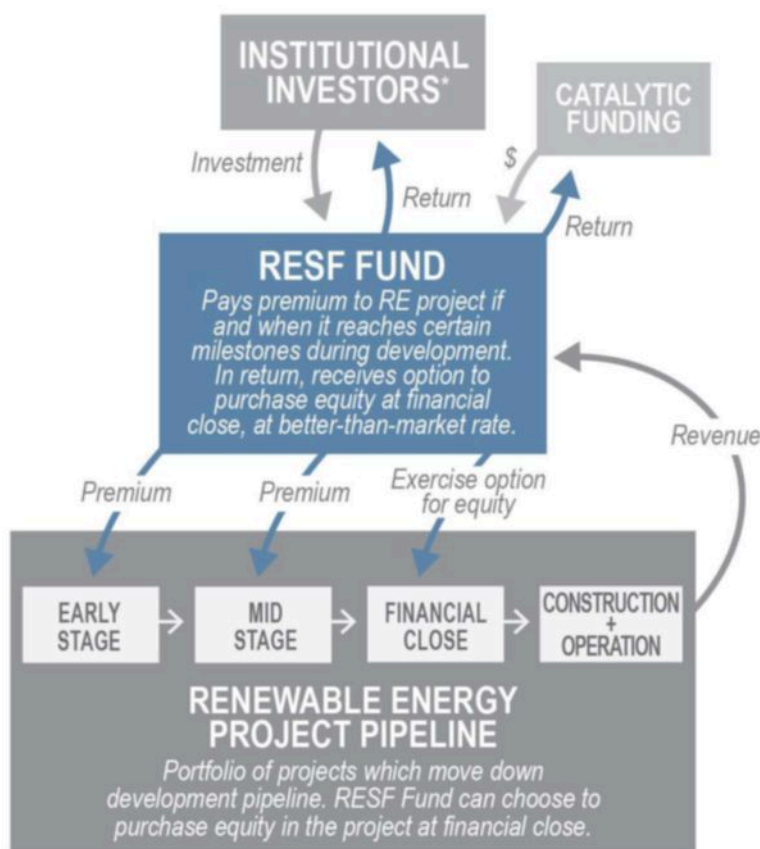 INSTITUTIONAL
INVESTORS*
CATALYTIC
FUNDING
Investment
$
Return
Return
RESF FUND
Pays premium to RE project if
and when it reaches certain
milestones during development.
In return, receives option to
purchase equity at financial
close, at better-than-market rate.
Revenue
Premium
Premium
Exercise option
for equity
EARLY
STAGE
MID
STAGE
FINANCIAL
CLOSE
CONSTRUCTION
+
OPERATION
RENEWABLE ENERGY
PROJECT PIPELINE
Portfolio of projects which move down
development pipeline. RESF Fund can choose to
purchase equity in the project at financial close.